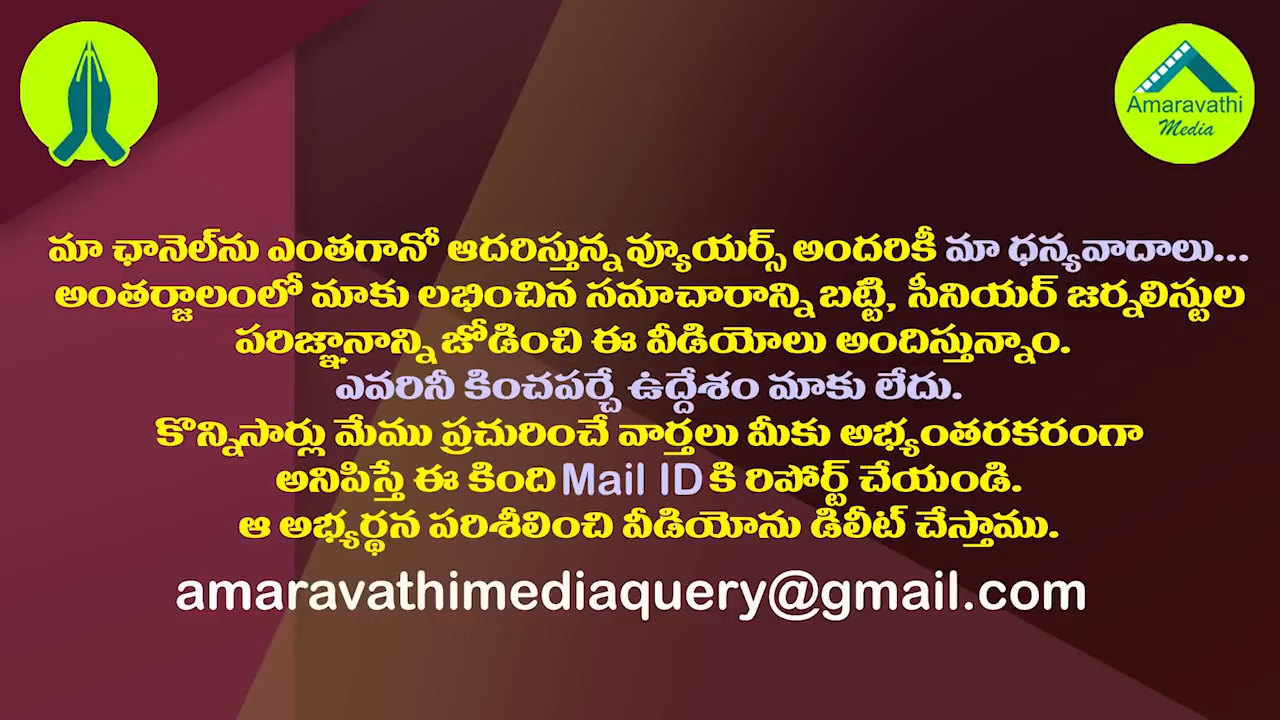 Amaravathi
Media
మా ఛానెల్‌ను ఎంతగానో ఆదరిస్తున్న వ్యూయర్స్ అందరికీ మా ధన్యవాదాలు...
అంతర్జాలంలో మాకు లభించిన సమాచారాన్ని బట్టి, సీనియర్ జర్నలిస్టుల
పరిజ్ఞానాన్ని జోడించి ఈ వీడియోలు అందిస్తున్నాం.
ఎవరినీ కించపర్చే ఉద్దేశం మాకు లేదు.
కొన్నిసార్లు మేము ప్రచురించే వార్తలు మీకు అభ్యంతరకరంగా
అనిపిస్తే ఈ కింది Mail ID కి రిపోర్ట్ చేయండి.
ఆ అభ్యర్థన పరిశీలించి వీడియోను డిలీట్ చేస్తాము.
amaravathimediaquery@gmail.com